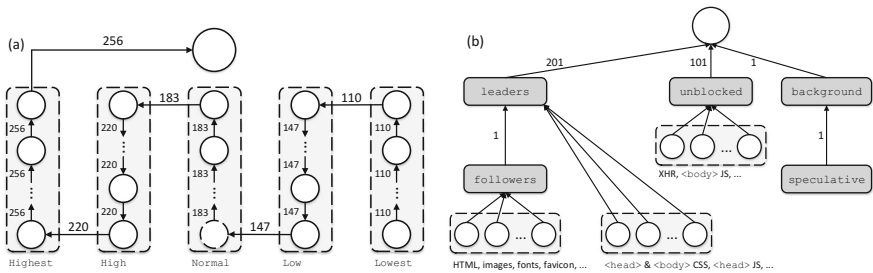 (a)
256
183
110
256
220
183
147
110
256
220
183
147
110
256
220
183
147
110
220
147
Highest
High
Normal
Low
Lowest
(b)
201
101
1
leaders
unblocked
background
1
1
XHR, <body> JS, ...
followers
speculative
HTML, images, fonts, favicon, ...
<head> & <body> CSS, <head> JS, ...